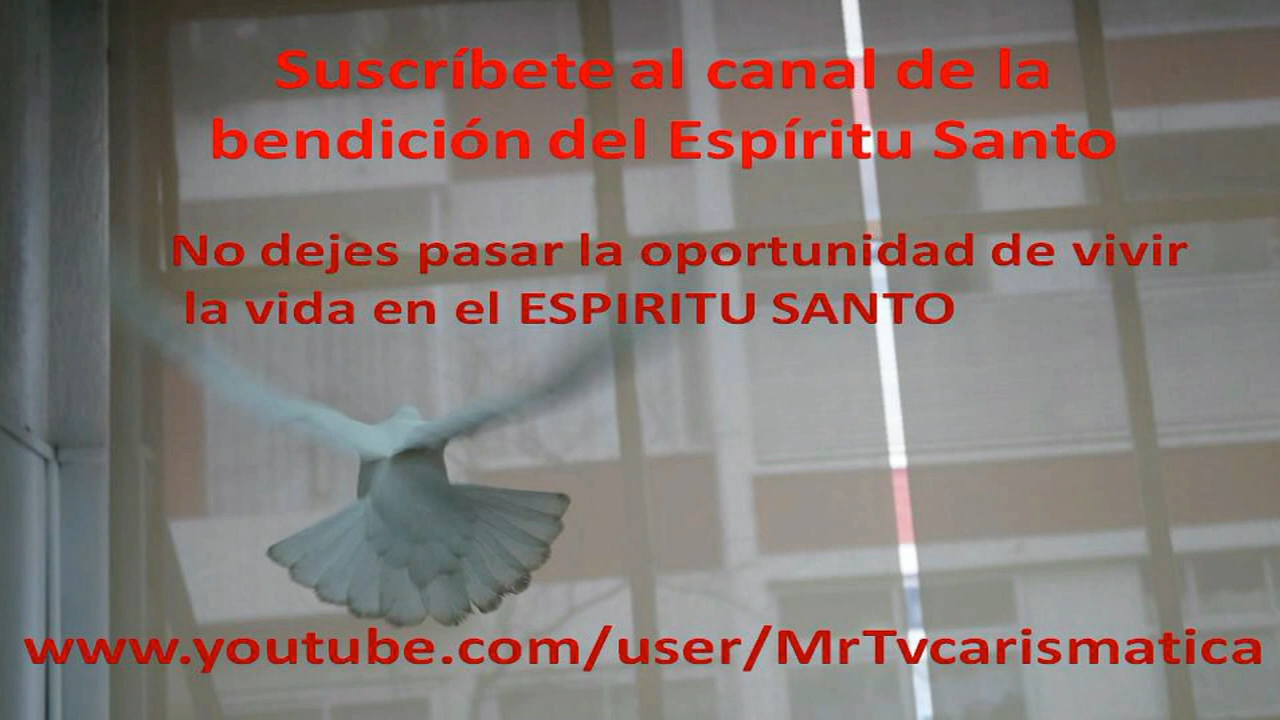 Suscríbete al canal de la
bendición del Espíritu Santo
No dejes pasar la oportunidad de vivir
la vida en el ESPIRITU SANTO
www.youtube.com/user/MrTvcarismatica